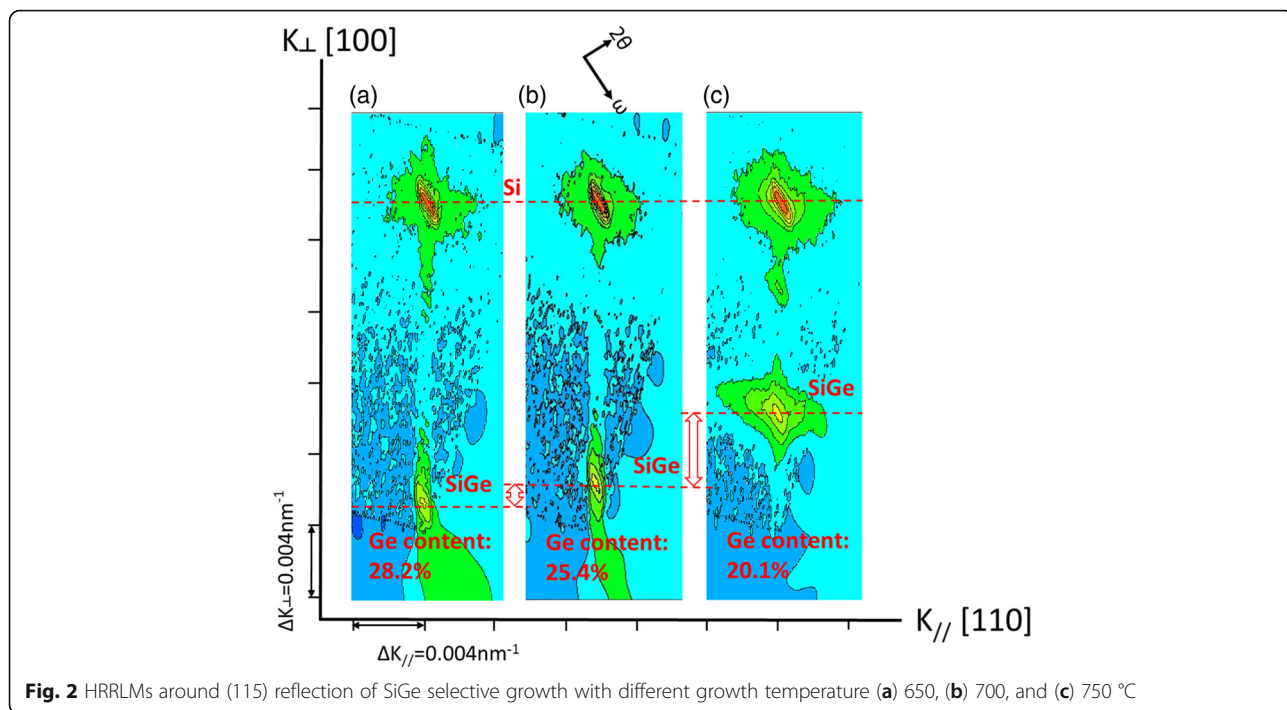 K⊥ [100]
2θ
ω
(a)
(b)
(c)
Si
SiGe
SiGe
SiGe
Ge content:
28.2%
Ge content:
25.4%
Ge content:
20.1%
ΔK⊥=0.004nm⁻¹
K// [110]
ΔK//=0.004nm⁻¹
Fig. 2 HRRLMs around (115) reflection of SiGe selective growth with different growth temperature (a) 650, (b) 700, and (c) 750 °C